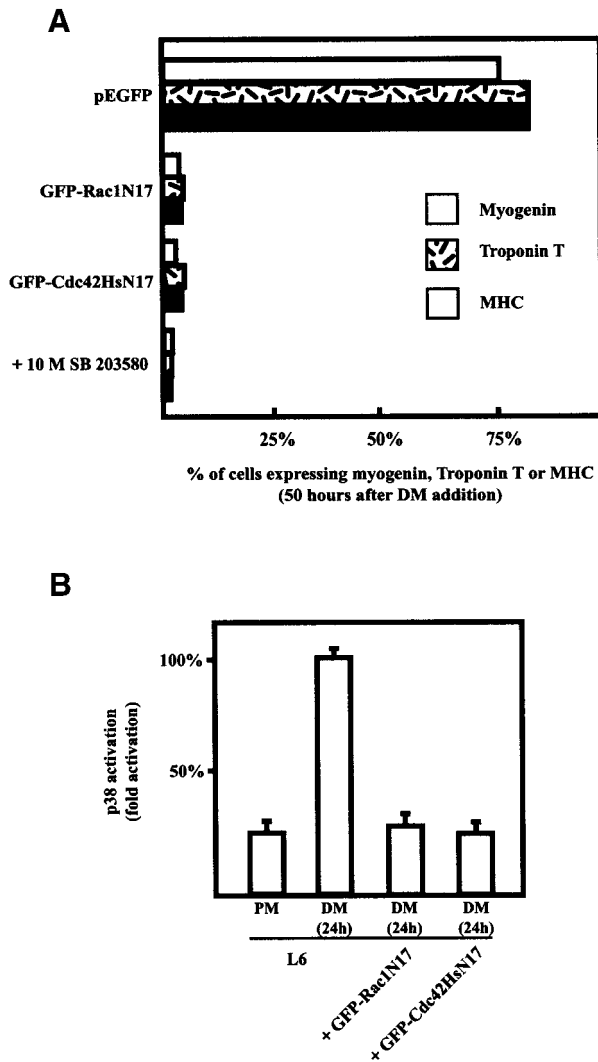 A
pEGFP
GFP-Rac1N17
GFP-Cdc42HsN17
+ 10 M SB 203580
Myogenin
Troponin T
MHC
25% 50% 75%
% of cells expressing myogenin, Troponin T or MHC
(50 hours after DM addition)
B
100%
50%
p38 activation
(fold activation)
PM DM DM DM
(24h) (24h) (24h)
L6
+ GFP-Rac1N17
+ GFP-Cdc42HsN17